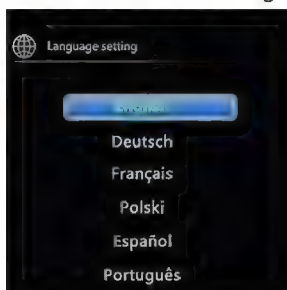 Language setting
Deutsch
Français
Polski
Español
Português